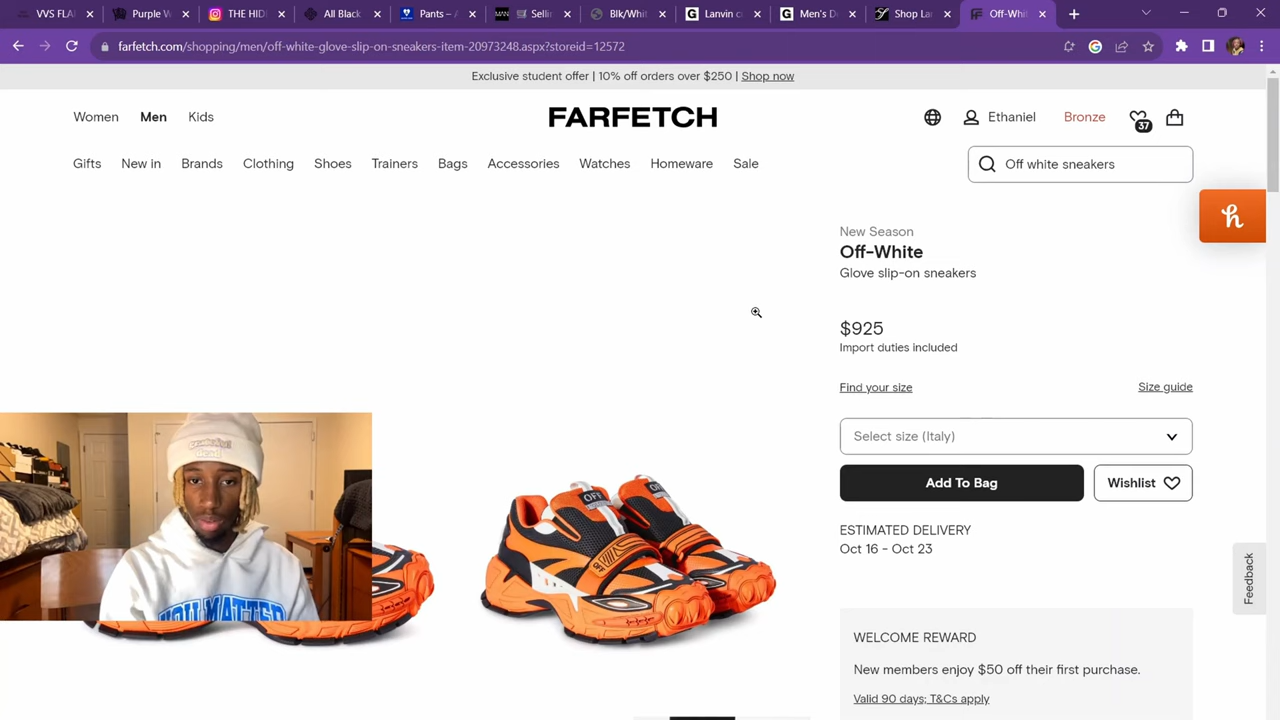 VVS FLA
Purple W
THE HID
All Black
Pants – A
Sellin
Blk/Whit
Lanvin c
Men's D
Shop La
Off-Whi
farfetch.com/shopping/men/off-white-glove-slip-on-sneakers-item-20973248.aspx?storeid=12572
Exclusive student offer | 10% off orders over $250 | Shop now
Women Men Kids
FARFETCH
Ethaniel Bronze 37
Gifts New in Brands Clothing Shoes Trainers Bags Accessories Watches Homeware Sale
Off white sneakers
New Season
Off-White
Glove slip-on sneakers
$925
Import duties included
Find your size Size guide
Select size (Italy)
Add To Bag Wishlist
ESTIMATED DELIVERY
Oct 16 - Oct 23
Feedback
WELCOME REWARD
New members enjoy $50 off their first purchase.
Valid 90 days; T&Cs apply
OFF
OFF
YOU MATTER